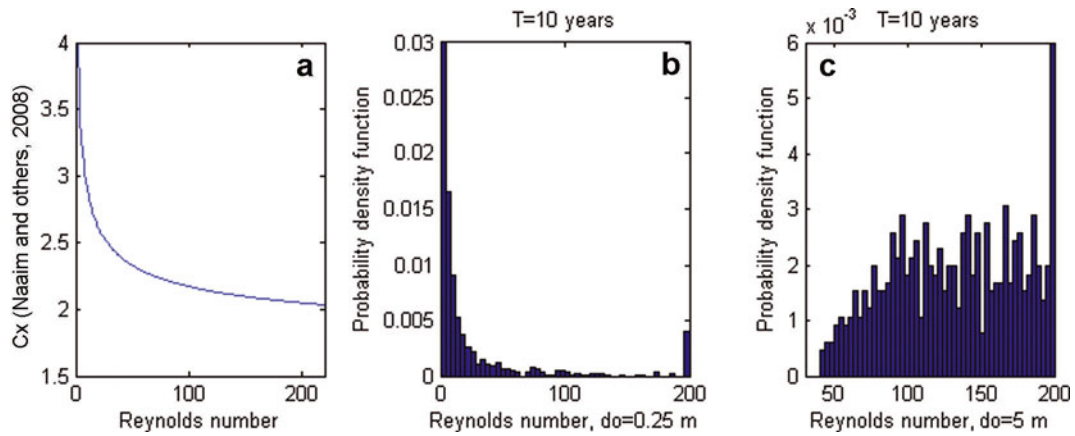 4
3.5
3
2.5
2
1.5
0
100
200
a
Cx (Naaim and others, 2008)
Reynolds number
T=10 years
0.03
0.025
0.02
0.015
0.01
0.005
0
0
100
200
b
Probability density function
Reynolds number, do=0.25 m
x 10⁻³
T=10 years
6
5
4
3
2
1
0
50
100
150
200
c
Probability density function
Reynolds number, do=5 m